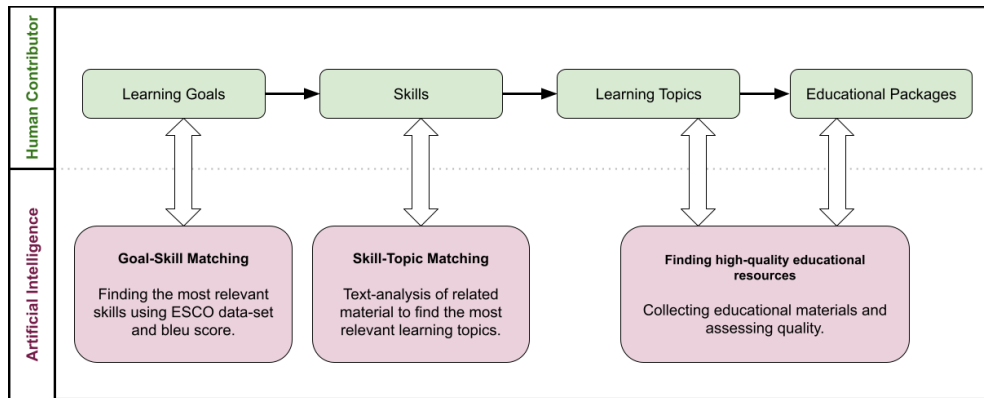 Human Contributor
Learning Goals
Skills
Learning Topics
Educational Packages
Artificial Intelligence
Goal-Skill Matching
Finding the most relevant
skills using ESCO data-set
and bleu score.
Skill-Topic Matching
Text-analysis of related
material to find the most
relevant learning topics.
Finding high-quality educational
resources
Collecting educational materials and
assessing quality.